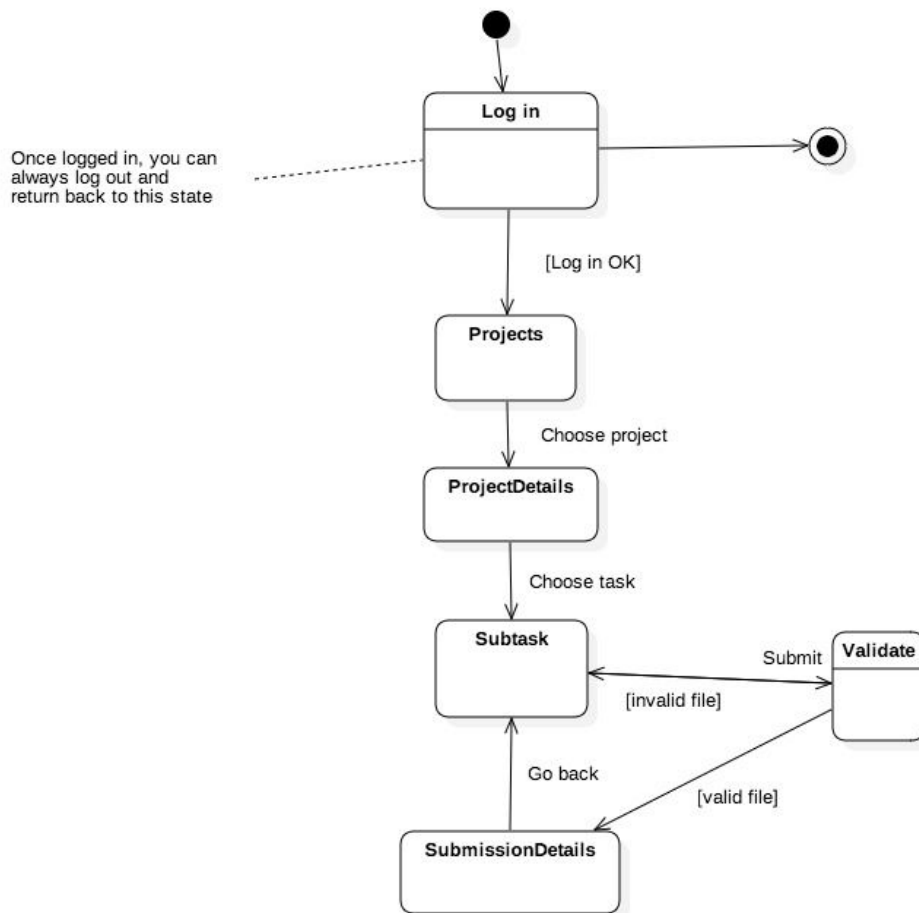 Log in
Once logged in, you can
always log out and
return back to this state
[Log in OK]
Projects
Choose project
ProjectDetails
Choose task
Subtask
Submit
Validate
[invalid file]
Go back
[valid file]
SubmissionDetails